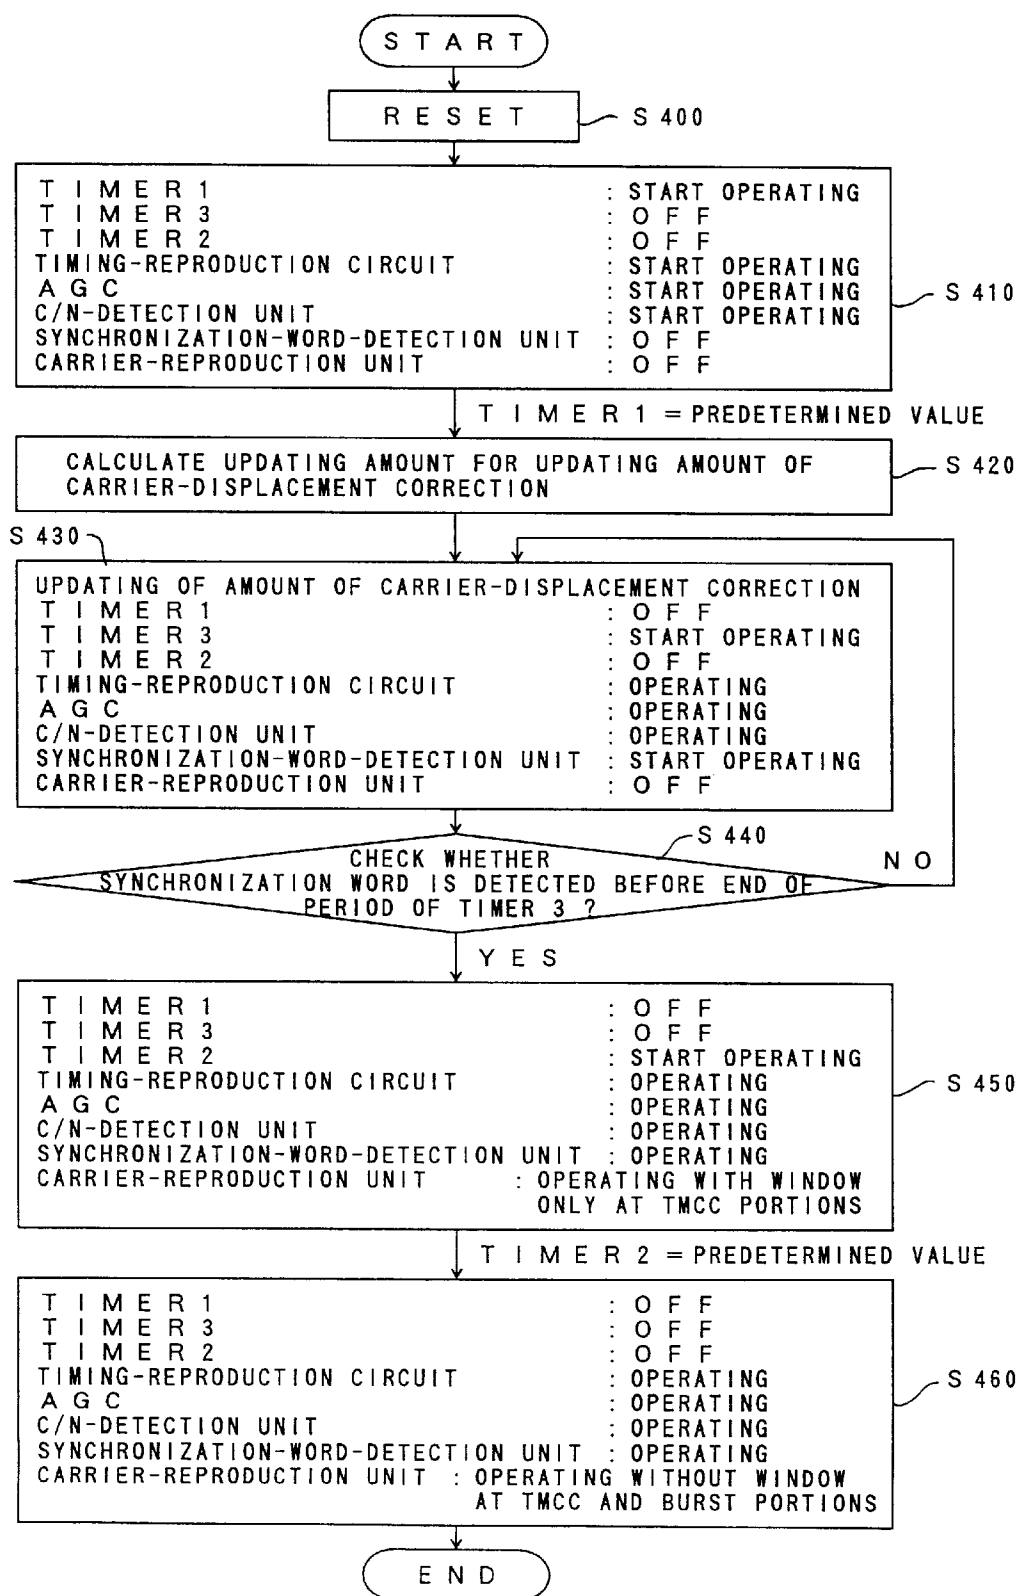 START
RESET
S 400
TIMER1 : START OPERATING
TIMER3 : OFF
TIMER2 : OFF
TIMING-REPRODUCTION CIRCUIT : START OPERATING
AGC : START OPERATING
C/N-DETECTION UNIT : START OPERATING
SYNCHRONIZATION-WORD-DETECTION UNIT : OFF
CARRIER-REPRODUCTION UNIT : OFF
S 410
TIMER1 = PREDETERMINED VALUE
CALCULATE UPDATING AMOUNT FOR UPDATING AMOUNT OF
CARRIER-DISPLACEMENT CORRECTION
S 420
S 430
UPDATING OF AMOUNT OF CARRIER-DISPLACEMENT CORRECTION
TIMER1 : OFF
TIMER3 : START OPERATING
TIMER2 : OFF
TIMING-REPRODUCTION CIRCUIT : OPERATING
AGC : OPERATING
C/N-DETECTION UNIT : OPERATING
SYNCHRONIZATION-WORD-DETECTION UNIT : START OPERATING
CARRIER-REPRODUCTION UNIT : OFF
S 440
CHECK WHETHER
SYNCHRONIZATION WORD IS DETECTED BEFORE END OF
PERIOD OF TIMER 3 ?
NO
YES
TIMER1 : OFF
TIMER3 : OFF
TIMER2 : START OPERATING
TIMING-REPRODUCTION CIRCUIT : OPERATING
AGC : OPERATING
C/N-DETECTION UNIT : OPERATING
SYNCHRONIZATION-WORD-DETECTION UNIT : OPERATING
CARRIER-REPRODUCTION UNIT : OPERATING WITH WINDOW
ONLY AT TMCC PORTIONS
S 450
TIMER2 = PREDETERMINED VALUE
TIMER1 : OFF
TIMER3 : OFF
TIMER2 : OFF
TIMING-REPRODUCTION CIRCUIT : OPERATING
AGC : OPERATING
C/N-DETECTION UNIT : OPERATING
SYNCHRONIZATION-WORD-DETECTION UNIT : OPERATING
CARRIER-REPRODUCTION UNIT : OPERATING WITHOUT WINDOW
AT TMCC AND BURST PORTIONS
S 460
END